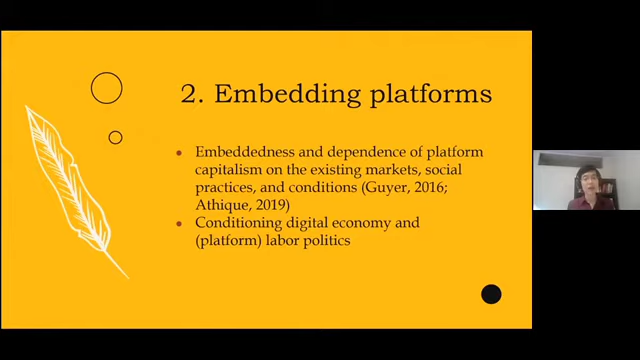 2. Embedding platforms
● Embeddedness and dependence of platform
capitalism on the existing markets, social
practices, and conditions (Guyer, 2016;
Athique, 2019)
● Conditioning digital economy and
(platform) labor politics